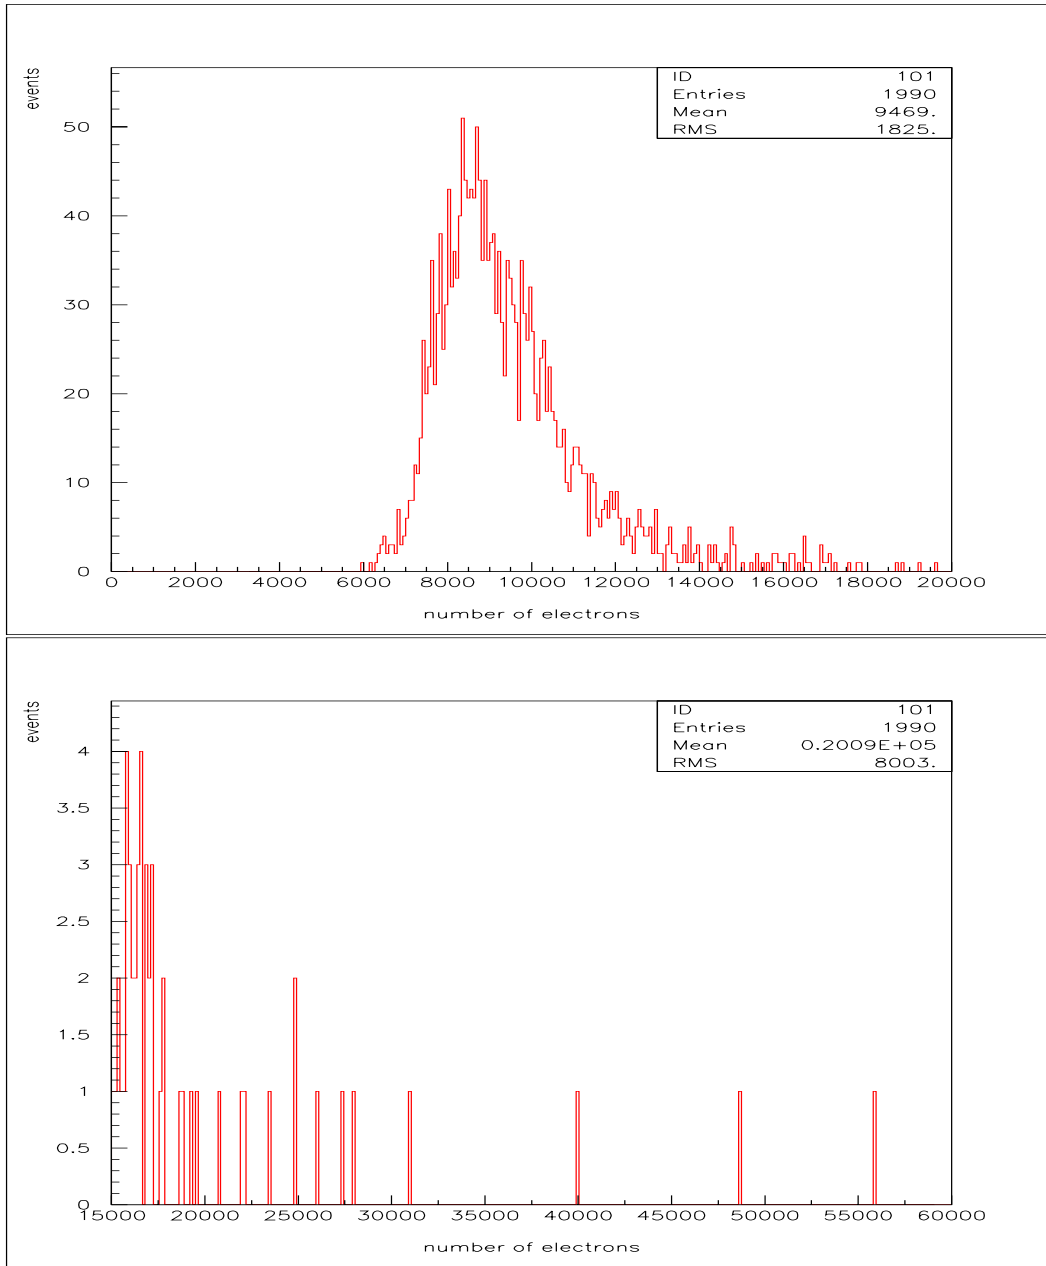 events
ID 101
Entries 1990
Mean 9469.
RMS 1825.
50
40
30
20
10
0
0 2000 4000 6000 8000 10000 12000 14000 16000 18000 20000
number of electrons
events
ID 101
Entries 1990
Mean 0.2009E+05
RMS 8003.
4
3.5
3
2.5
2
1.5
1
0.5
0
15000 20000 25000 30000 35000 40000 45000 50000 55000 60000
number of electrons